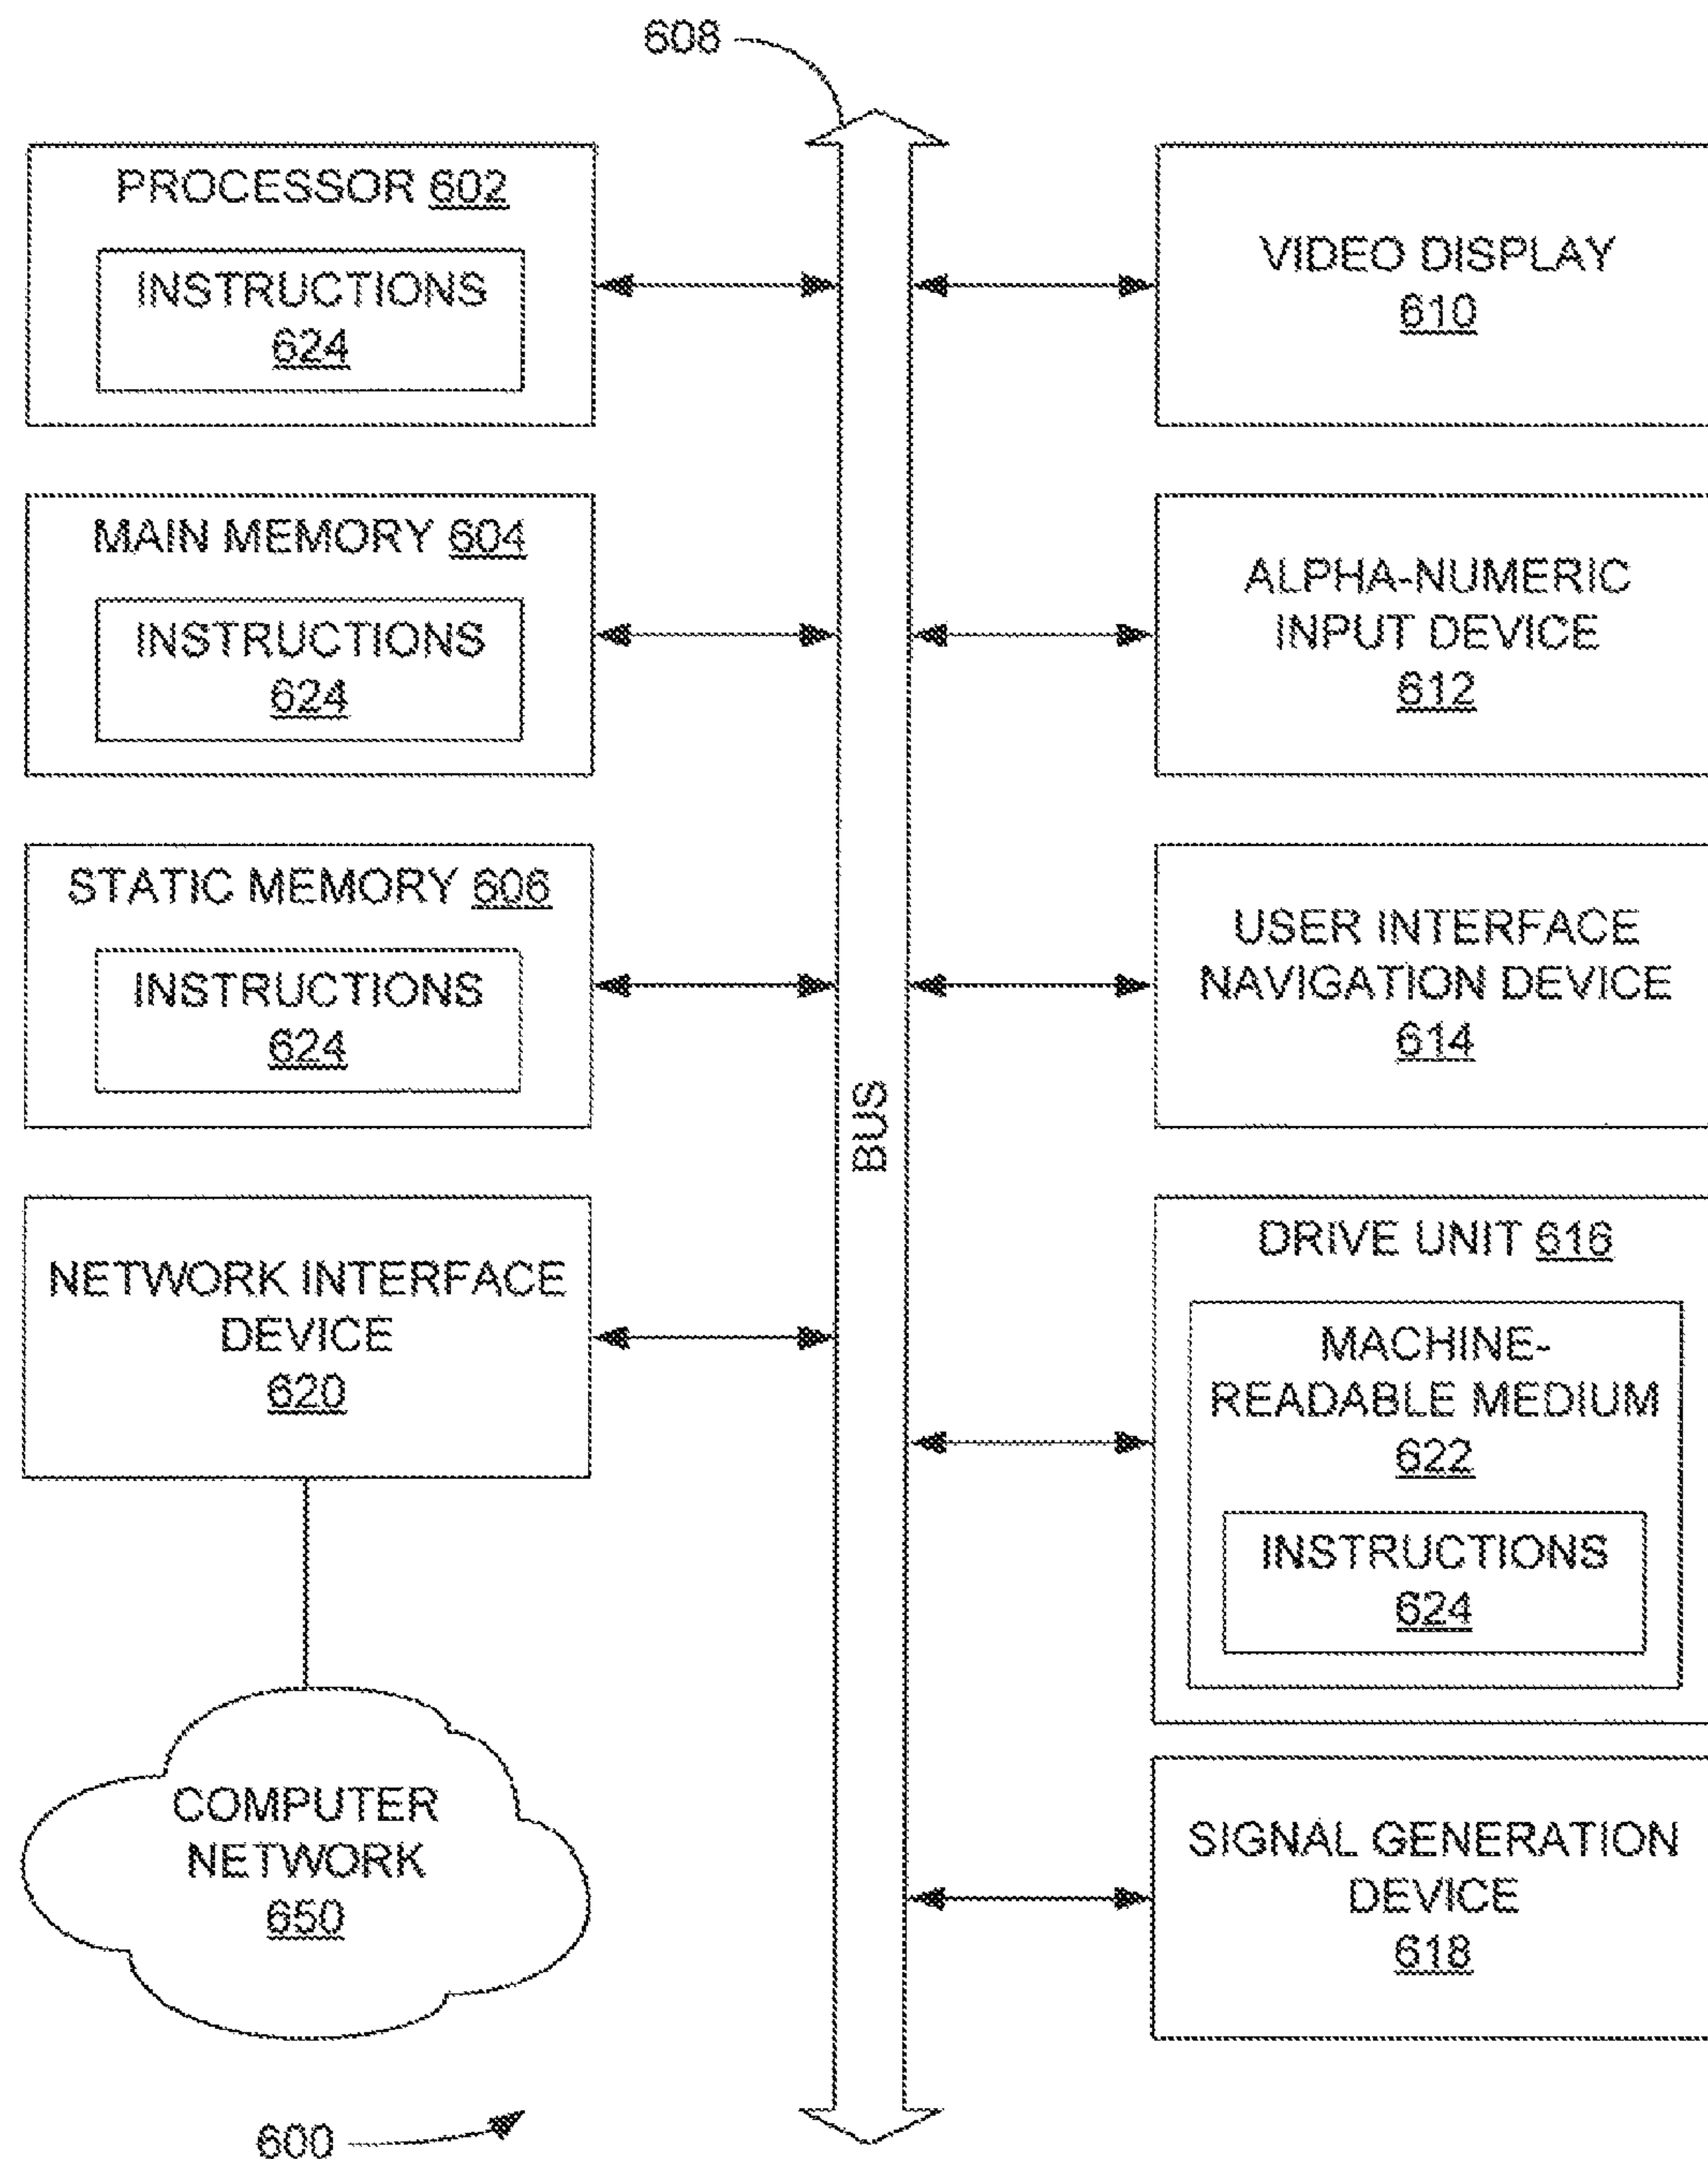 608
PROCESSOR 602
INSTRUCTIONS
624
MAIN MEMORY 604
INSTRUCTIONS
624
STATIC MEMORY 606
INSTRUCTIONS
624
NETWORK INTERFACE
DEVICE
620
COMPUTER
NETWORK
650
600
BUS
VIDEO DISPLAY
610
ALPHA-NUMERIC
INPUT DEVICE
612
USER INTERFACE
NAVIGATION DEVICE
614
DRIVE UNIT 616
MACHINE-
READABLE MEDIUM
622
INSTRUCTIONS
624
SIGNAL GENERATION
DEVICE
618